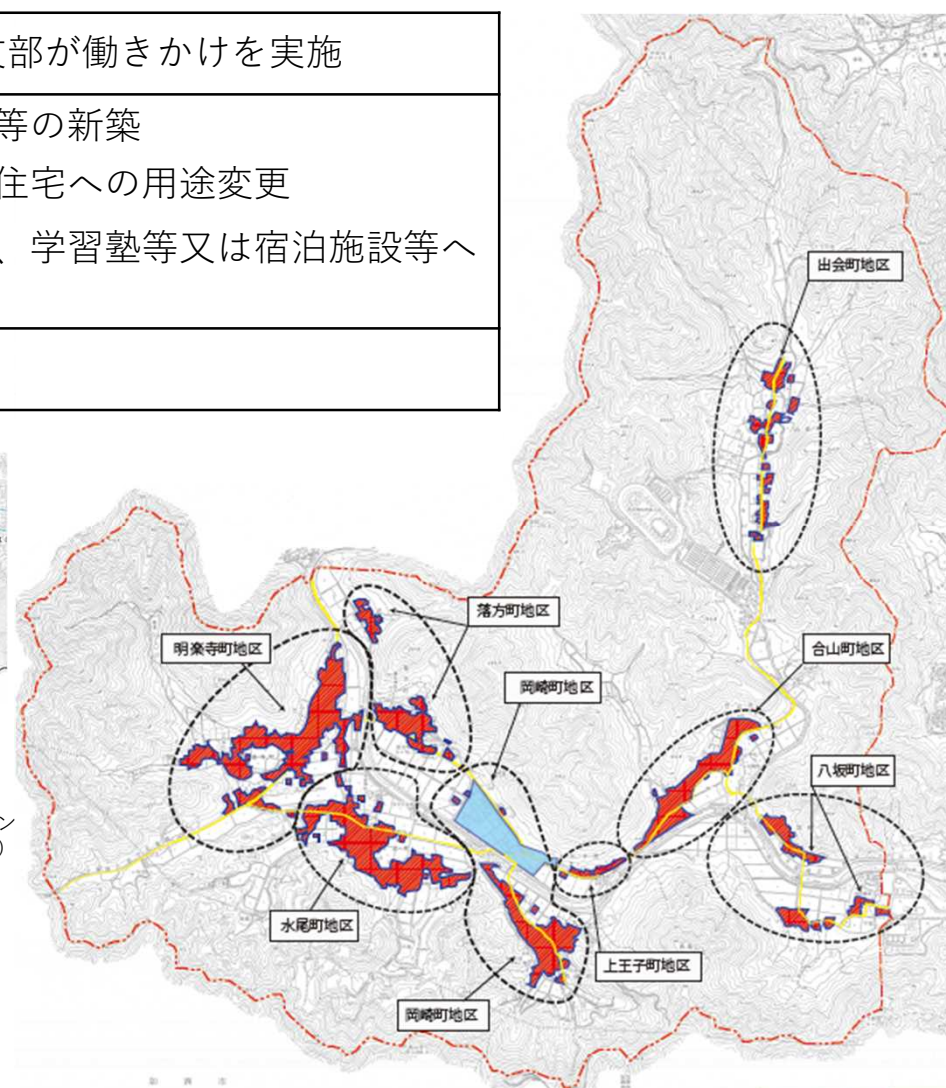 部が働きかけを実施
等の新築
住宅への用途変更
、学習塾等又は宿泊施設等へ
出会町地区
落方町地区
明楽寺町地区
合山町地区
岡崎町地区
八坂町地区
ン
)
水尾町地区
上王子町地区
岡崎町地区